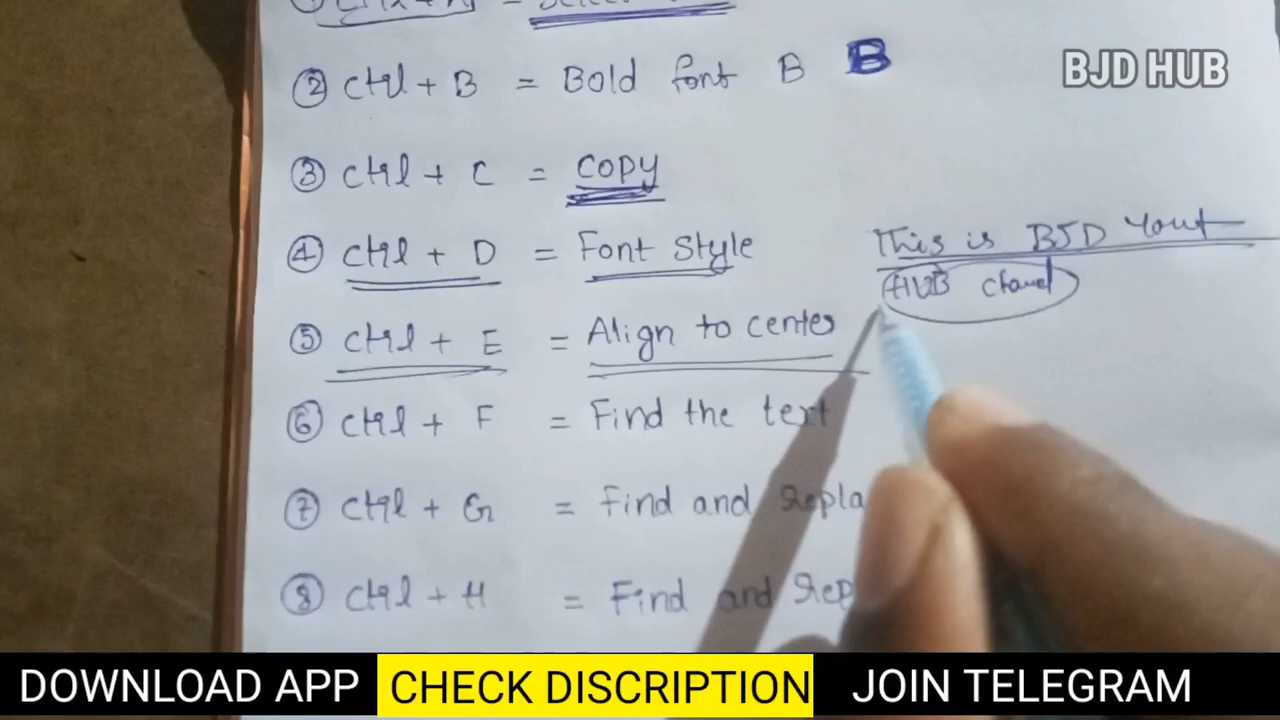 ② Ctrl + B = Bold font B B
③ Ctrl + C = Copy
④ Ctrl + D = Font Style
⑤ Ctrl + E = Align to center
⑥ Ctrl + F = Find the text
⑦ Ctrl + G = Find and
⑧ Ctrl + H = Find and
This is BJD
HUB
BJD HUB
DOWNLOAD APP CHECK DISCRIPTION JOIN TELEGRAM